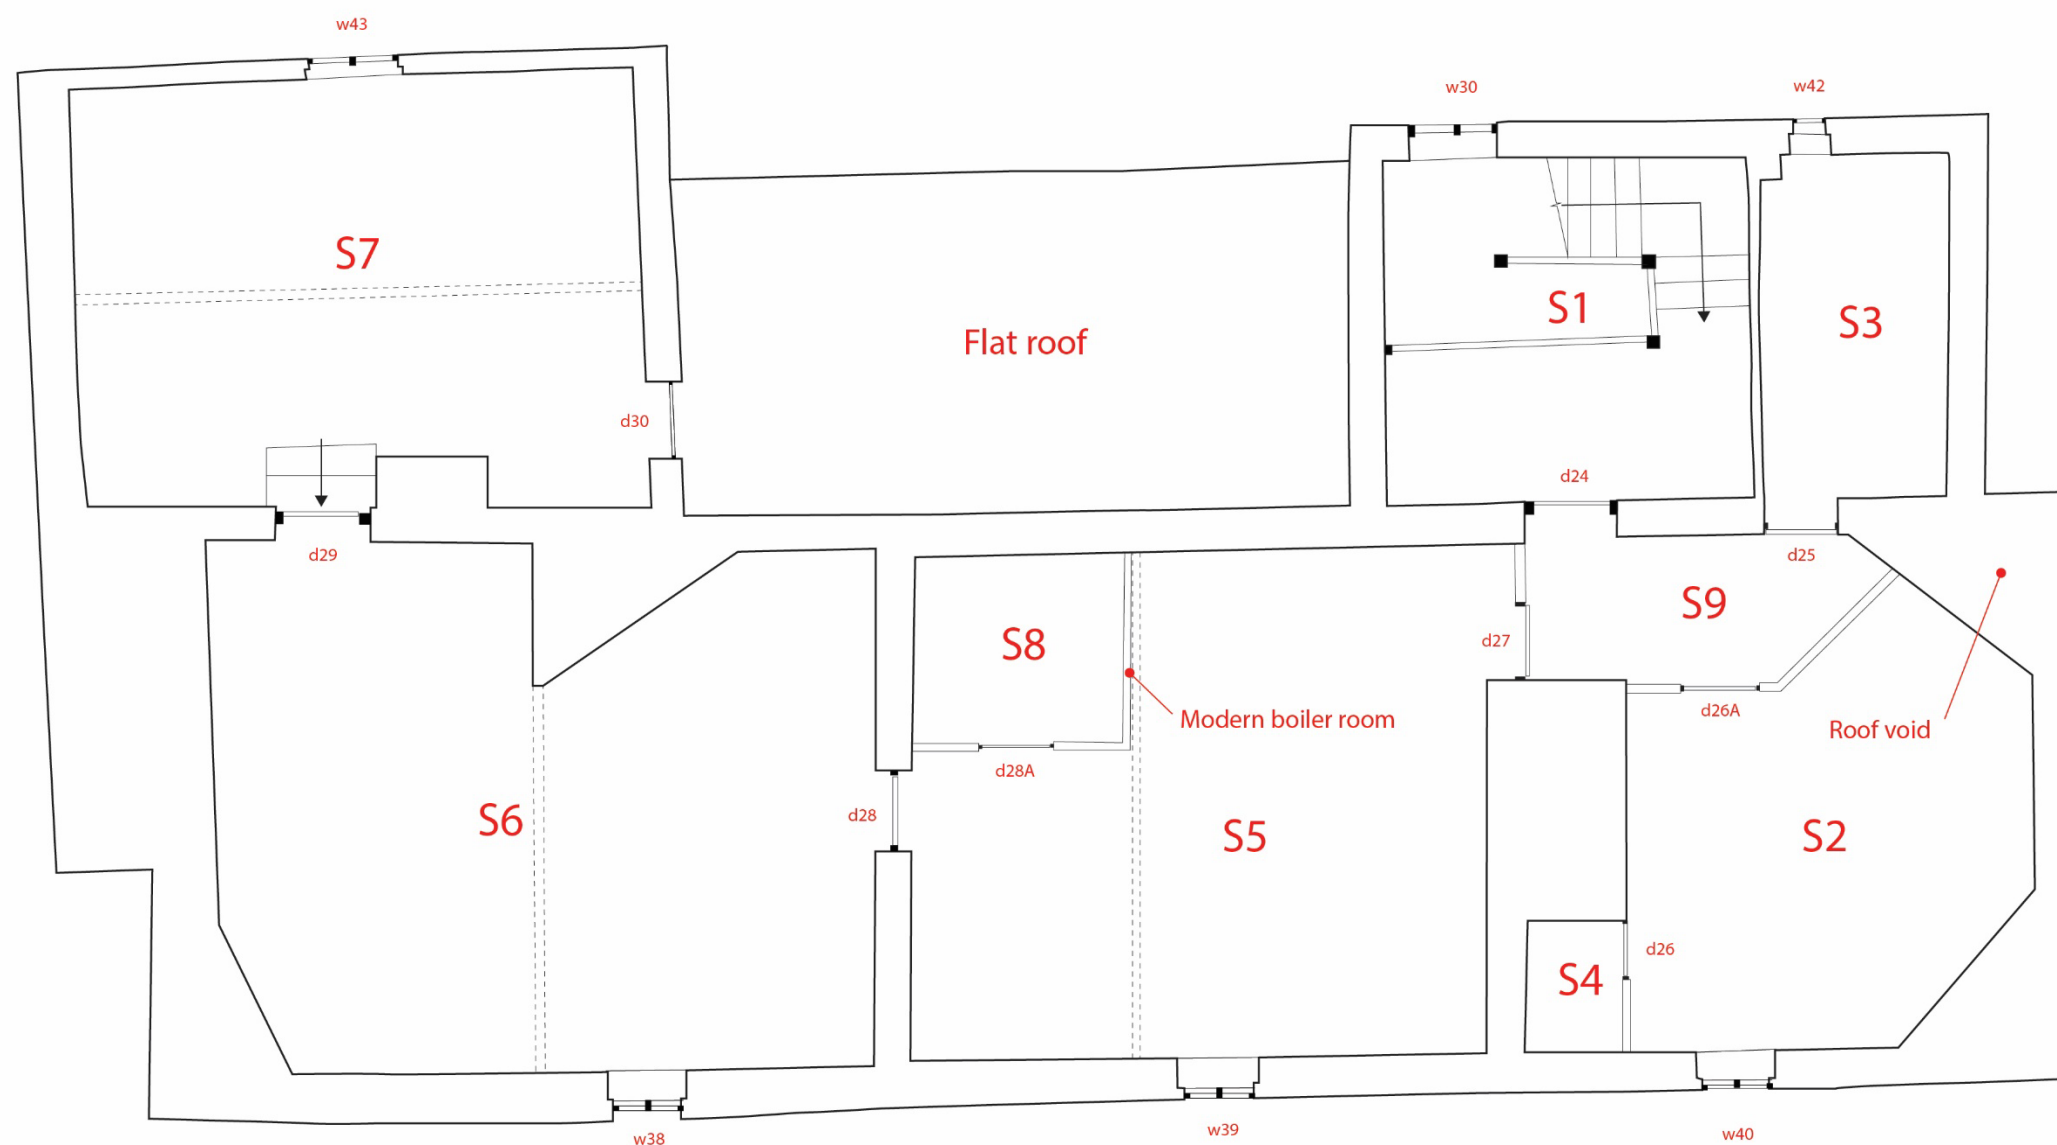 w43
w30
w42
S7
S1
S3
Flat roof
d30
d24
d29
d25
S9
S8
d27
Modern boiler room
d26A
Roof void
d28A
S6
d28
S5
S2
d26
S4
w38
w39
w40